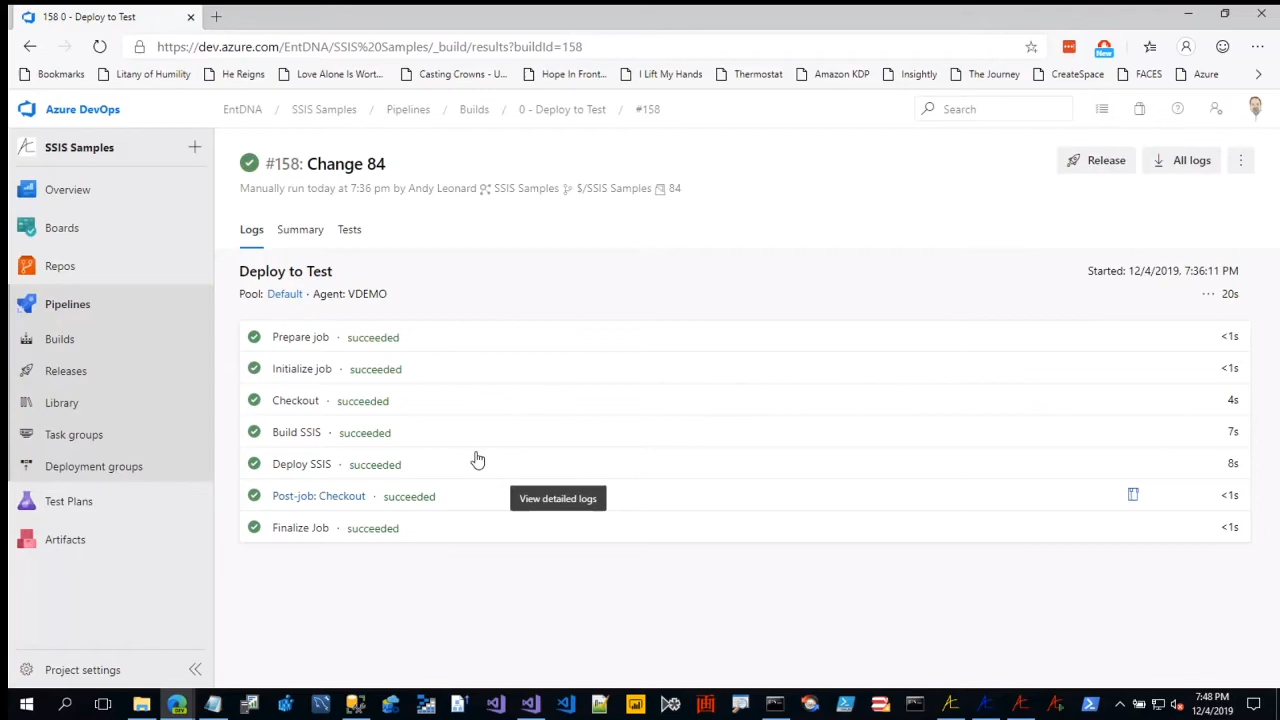 158 0 - Deploy to Test
https://dev.azure.com/EntDNA/SSIS%20Samples/_build/results?buildId=158
New
Bookmarks Litany of Humility He Reigns Love Alone Is Wort... Casting Crowns - U... Hope In Front... I Lift My Hands Thermostat Amazon KDP Insightly The Journey CreateSpace FACES Azure
Azure DevOps EntDNA SSIS Samples Pipelines Builds 0 - Deploy to Test #158 Search
SSIS Samples
Overview
Boards
Repos
Pipelines
Builds
Releases
Library
Task groups
Deployment groups
Test Plans
Artifacts
Project settings
#158: Change 84
Release All logs
Manually run today at 7:36 pm by Andy Leonard SSIS Samples $/SSIS Samples 84
Logs Summary Tests
Deploy to Test Started: 12/4/2019, 7:36:11 PM
Pool: Default · Agent: VDEMO ··· 20s
Prepare job · succeeded <1s
Initialize job · succeeded <1s
Checkout · succeeded 4s
Build SSIS · succeeded 7s
Deploy SSIS · succeeded 8s
Post-job: Checkout · succeeded <1s
View detailed logs
Finalize Job · succeeded <1s
7:48 PM
12/4/2019